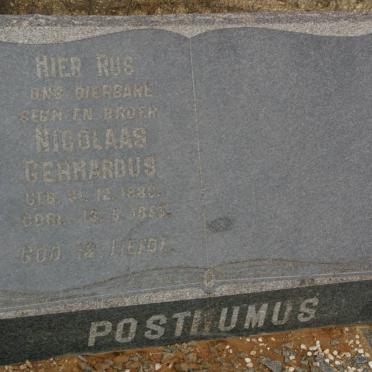 HIER RUS
ONS DIERBARE
SEUN EN BROER
NICOLAAS
GERHARDUS
GEB.
OORL.
GOD IS LIEFDE
POSTHUMUS